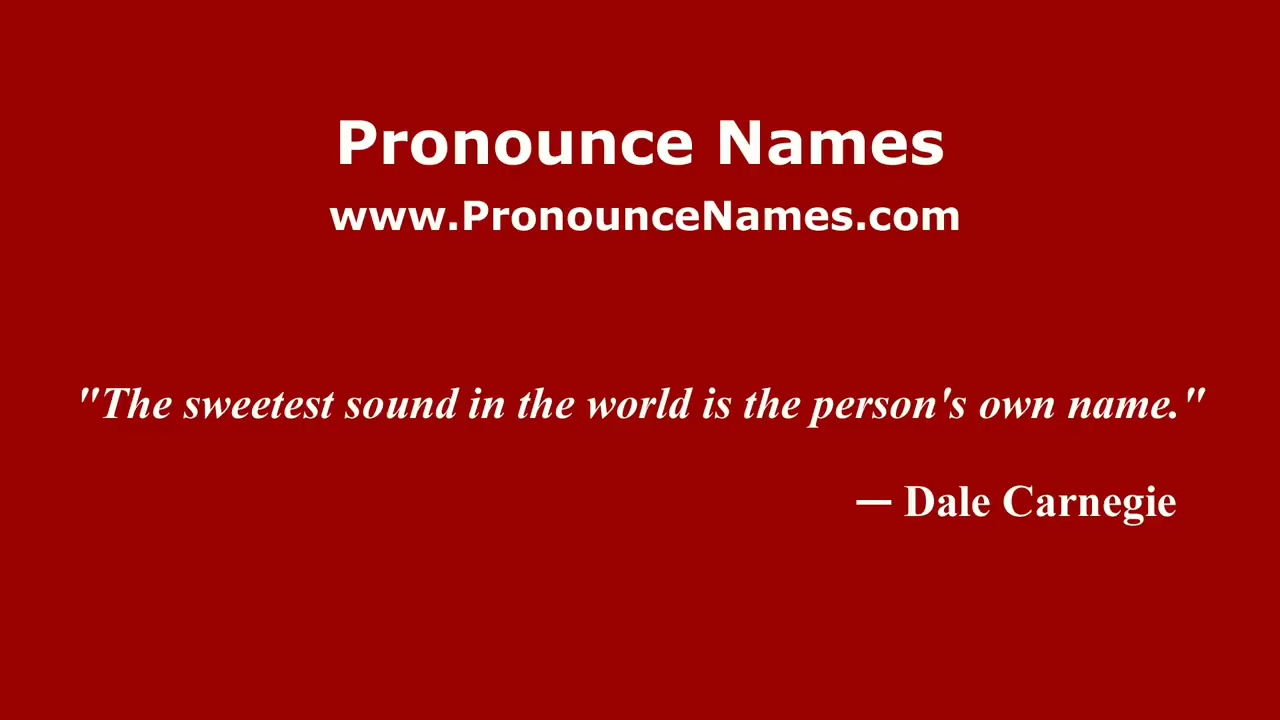 Pronounce Names
www.PronounceNames.com
"The sweetest sound in the world is the person's own name."
— Dale Carnegie